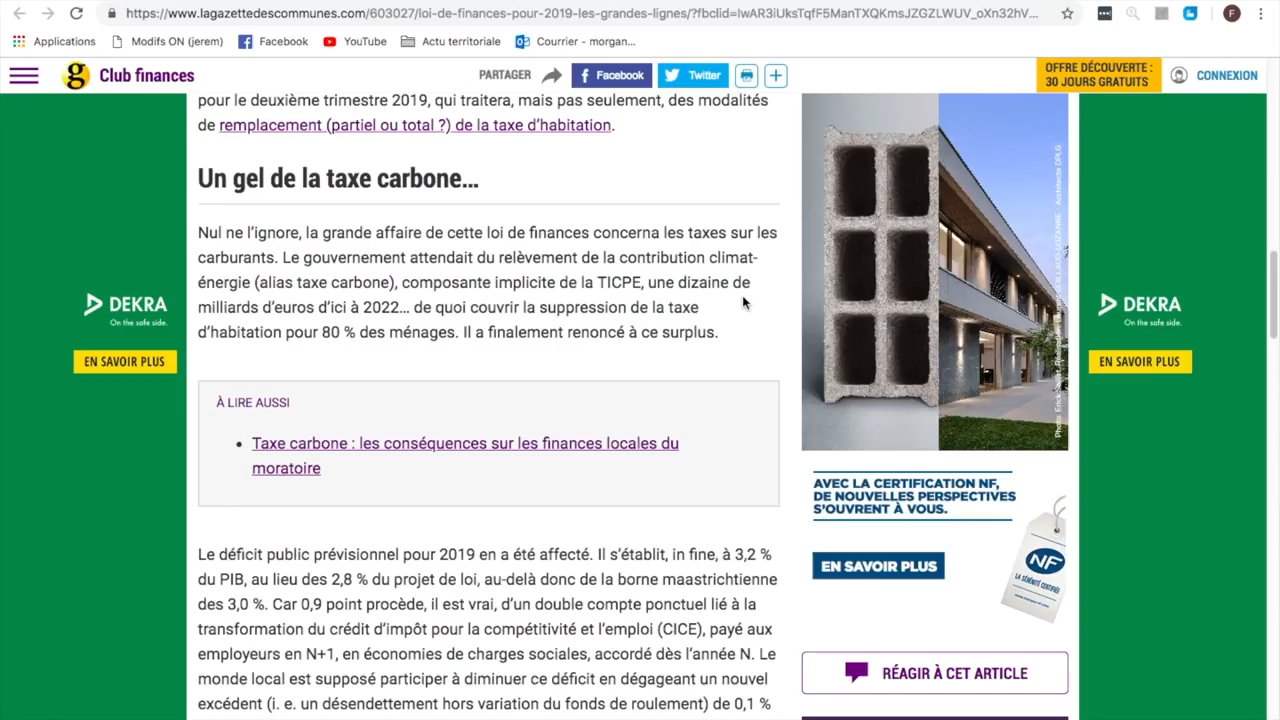 https://www.lagazettedescommunes.com/603027/loi-de-finances-pour-2019-les-grandes-lignes/?fbclid=IwAR3iUksTqfF5ManTXQKmsJZGZLWUV_oXn32hV...
F
Applications
Modifs ON (jerem)
Facebook
YouTube
Actu territoriale
Courrier - morgan...
g
Club finances
PARTAGER
Facebook
Twitter
OFFRE DÉCOUVERTE :
30 JOURS GRATUITS
CONNEXION
pour le deuxième trimestre 2019, qui traitera, mais pas seulement, des modalités
de remplacement (partiel ou total ?) de la taxe d’habitation.
Un gel de la taxe carbone…
Nul ne l’ignore, la grande affaire de cette loi de finances concerna les taxes sur les
carburants. Le gouvernement attendait du relèvement de la contribution climat-
énergie (alias taxe carbone), composante implicite de la TICPE, une dizaine de
milliards d’euros d’ici à 2022… de quoi couvrir la suppression de la taxe
d’habitation pour 80 % des ménages. Il a finalement renoncé à ce surplus.
À LIRE AUSSI
Taxe carbone : les conséquences sur les finances locales du
moratoire
Le déficit public prévisionnel pour 2019 en a été affecté. Il s’établit, in fine, à 3,2 %
du PIB, au lieu des 2,8 % du projet de loi, au-delà donc de la borne maastrichtienne
des 3,0 %. Car 0,9 point procède, il est vrai, d’un double compte ponctuel lié à la
transformation du crédit d’impôt pour la compétitivité et l’emploi (CICE), payé aux
employeurs en N+1, en économies de charges sociales, accordé dès l’année N. Le
monde local est supposé participer à diminuer ce déficit en dégageant un nouvel
excédent (i. e. un désendettement hors variation du fonds de roulement) de 0,1 %
DEKRA
On the safe side.
EN SAVOIR PLUS
AVEC LA CERTIFICATION NF,
DE NOUVELLES PERSPECTIVES
S’OUVRENT À VOUS.
EN SAVOIR PLUS
NF
LA SÉRÉNITÉ CERTIFIÉE
RÉAGIR À CET ARTICLE
DEKRA
On the safe side.
EN SAVOIR PLUS